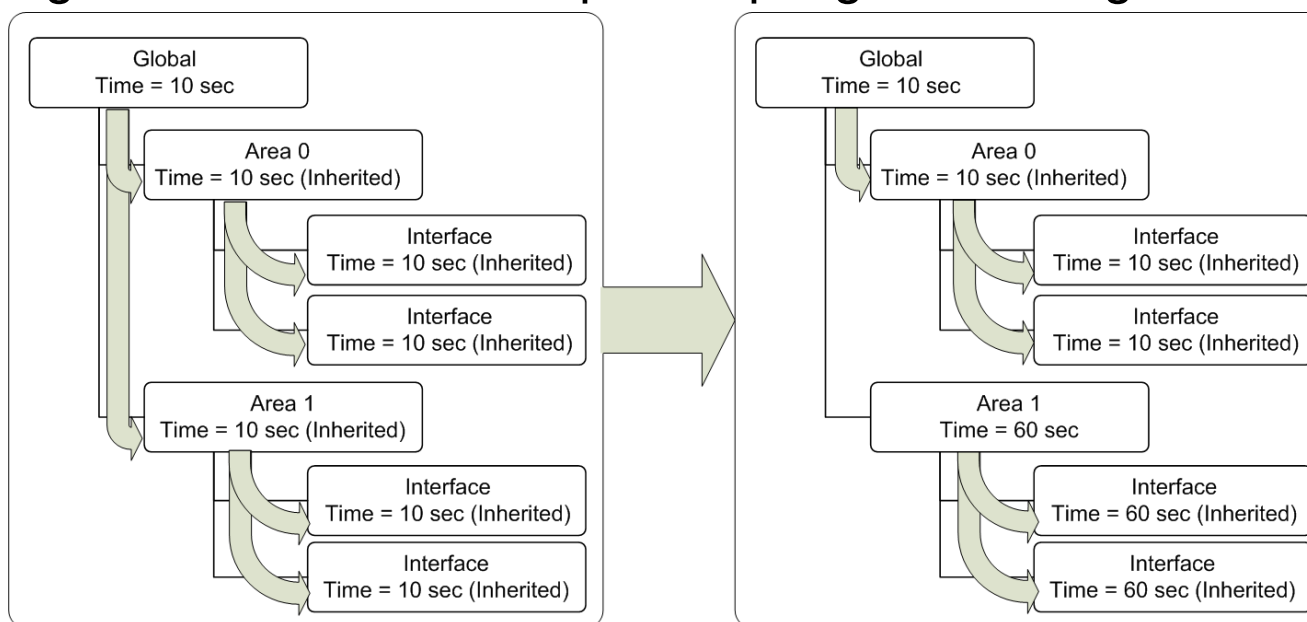 Global
Time = 10 sec
Area 0
Time = 10 sec (Inherited)
Interface
Time = 10 sec (Inherited)
Interface
Time = 10 sec (Inherited)
Area 1
Time = 10 sec (Inherited)
Interface
Time = 10 sec (Inherited)
Interface
Time = 10 sec (Inherited)
Global
Time = 10 sec
Area 0
Time = 10 sec (Inherited)
Interface
Time = 10 sec (Inherited)
Interface
Time = 10 sec (Inherited)
Area 1
Time = 60 sec
Interface
Time = 60 sec (Inherited)
Interface
Time = 60 sec (Inherited)